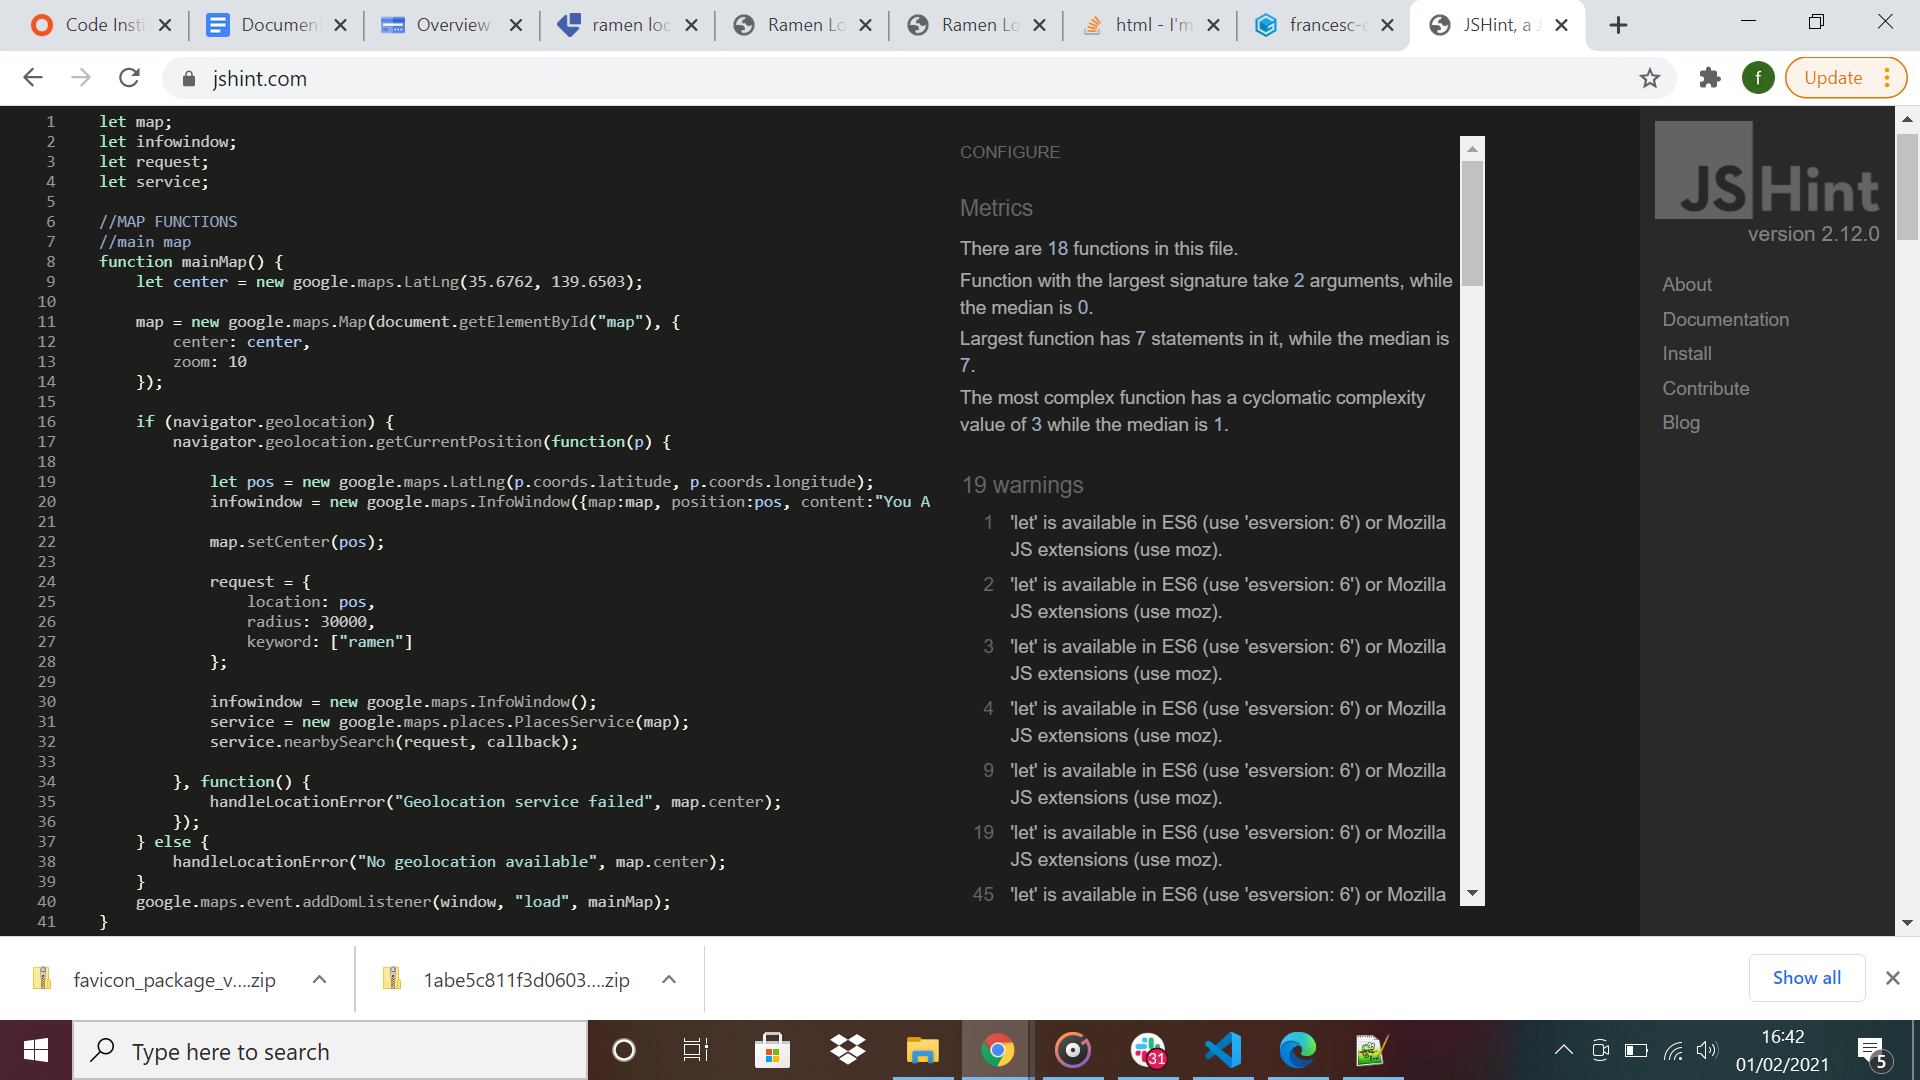 Code Insti
Documen
Overview
ramen loc
Ramen Lo
Ramen Lo
html - I'm
francesc-
JSHint, a J
jshint.com
f
Update
1 let map;
2 let infowindow;
3 let request;
4 let service;
5
6 //MAP FUNCTIONS
7 //main map
8 function mainMap() {
9 let center = new google.maps.LatLng(35.6762, 139.6503);
10
11 map = new google.maps.Map(document.getElementById("map"), {
12 center: center,
13 zoom: 10
14 });
15
16 if (navigator.geolocation) {
17 navigator.geolocation.getCurrentPosition(function(p) {
18
19 let pos = new google.maps.LatLng(p.coords.latitude, p.coords.longitude);
20 infowindow = new google.maps.InfoWindow({map:map, position:pos, content:"You A
21
22 map.setCenter(pos);
23
24 request = {
25 location: pos,
26 radius: 30000,
27 keyword: ["ramen"]
28 };
29
30 infowindow = new google.maps.InfoWindow();
31 service = new google.maps.places.PlacesService(map);
32 service.nearbySearch(request, callback);
33
34 }, function() {
35 handleLocationError("Geolocation service failed", map.center);
36 });
37 } else {
38 handleLocationError("No geolocation available", map.center);
39 }
40 google.maps.event.addDomListener(window, "load", mainMap);
41 }
CONFIGURE
Metrics
There are 18 functions in this file.
Function with the largest signature take 2 arguments, while
the median is 0.
Largest function has 7 statements in it, while the median is
7.
The most complex function has a cyclomatic complexity
value of 3 while the median is 1.
19 warnings
1 'let' is available in ES6 (use 'esversion: 6') or Mozilla
JS extensions (use moz).
2 'let' is available in ES6 (use 'esversion: 6') or Mozilla
JS extensions (use moz).
3 'let' is available in ES6 (use 'esversion: 6') or Mozilla
JS extensions (use moz).
4 'let' is available in ES6 (use 'esversion: 6') or Mozilla
JS extensions (use moz).
9 'let' is available in ES6 (use 'esversion: 6') or Mozilla
JS extensions (use moz).
19 'let' is available in ES6 (use 'esversion: 6') or Mozilla
JS extensions (use moz).
45 'let' is available in ES6 (use 'esversion: 6') or Mozilla
JSHint
version 2.12.0
About
Documentation
Install
Contribute
Blog
favicon_package_v....zip
1abe5c811f3d0603....zip
Show all
Type here to search
31
16:42
01/02/2021
5